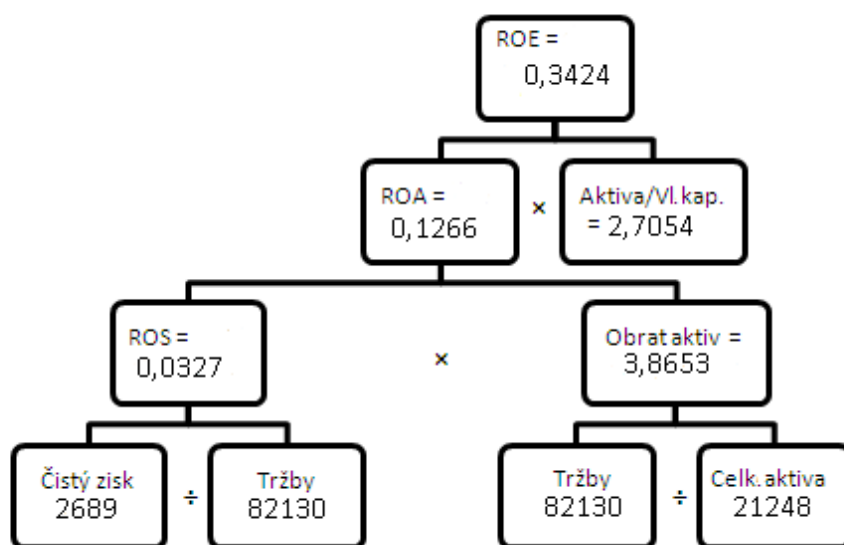 ROE =
0,3424
ROA =
0,1266
×
Aktiva/Vl.kap.
= 2,7054
ROS =
0,0327
×
Obrat aktiv =
3,8653
Čistý zisk
2689
÷
Tržby
82130
Tržby
82130
÷
Celk. aktiva
21248